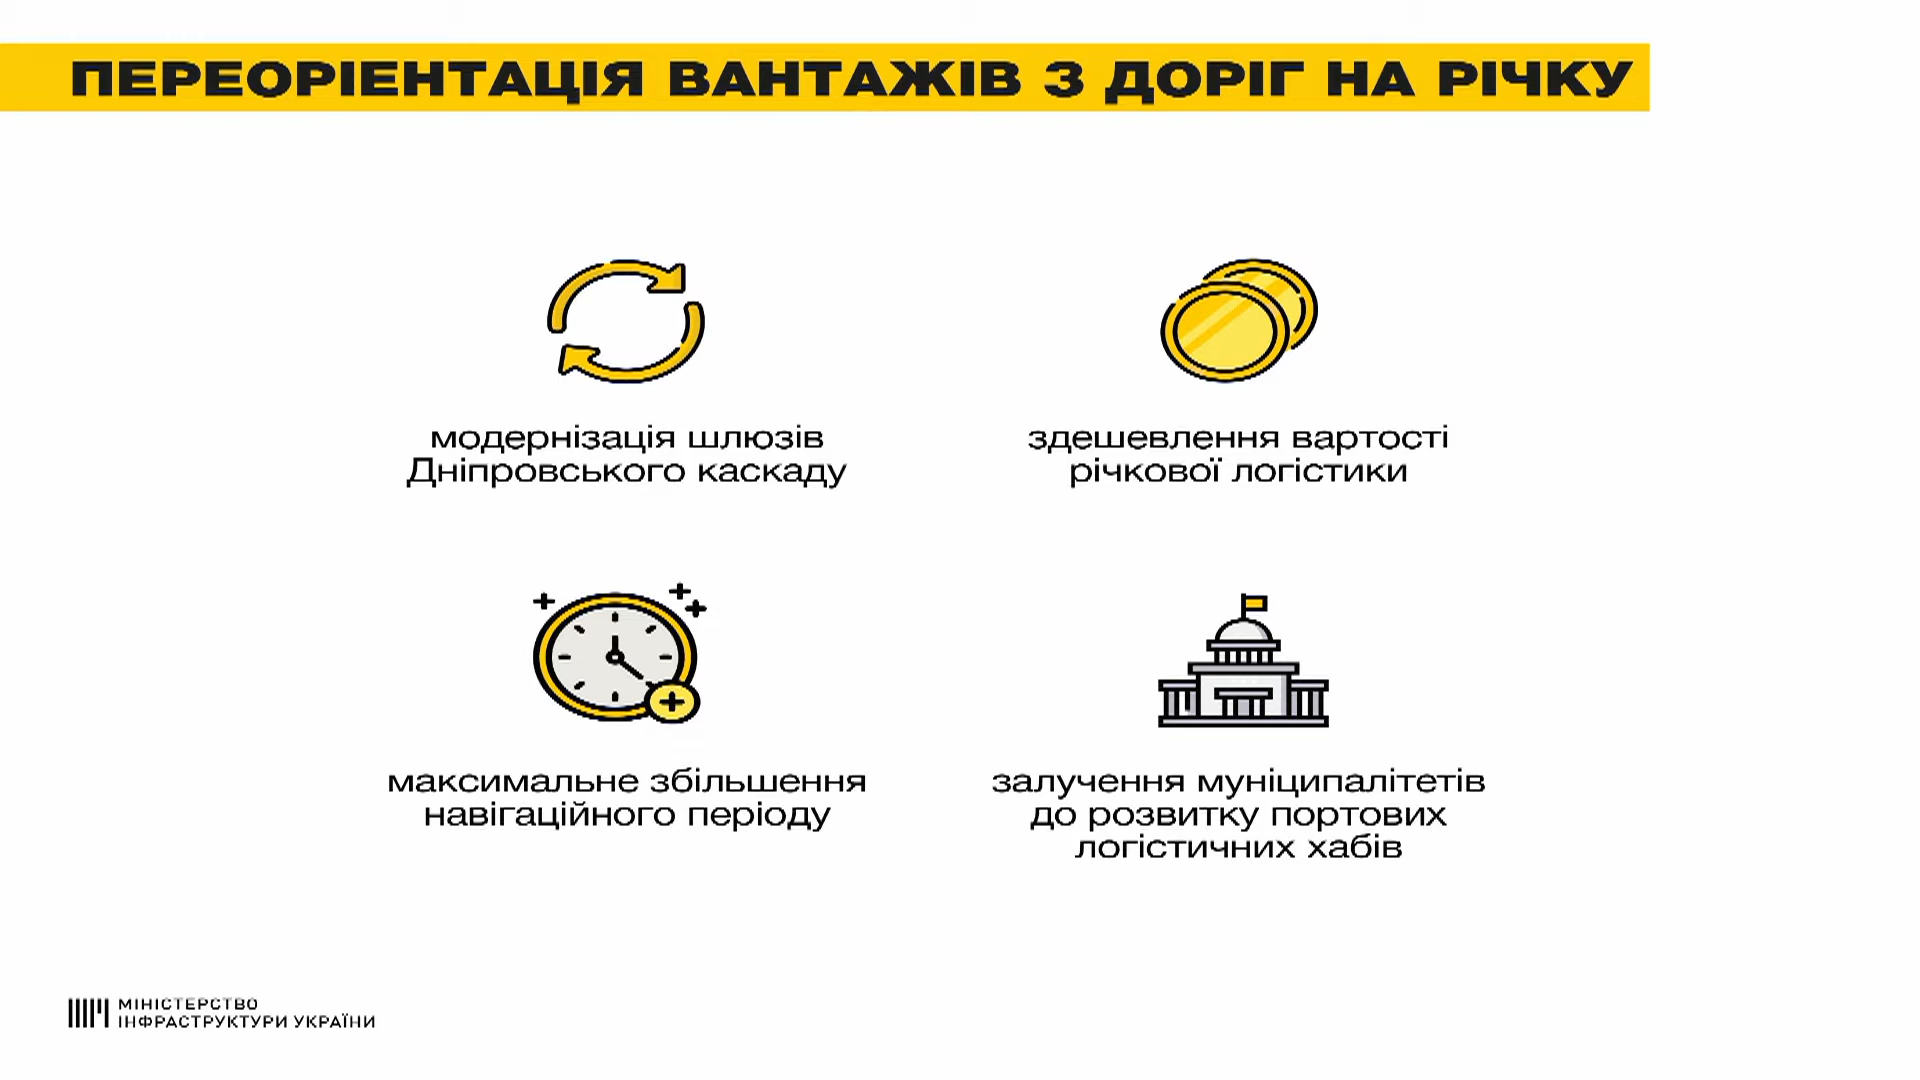 ПЕРЕОРІЕНТАЦІЯ ВАНТАЖІВ З ДОРІГ НА РІЧКУ
модернізація шлюзів
Дніпровського каскаду
здешевлення вартості
річкової логістики
максимальне збільшення
навігаційного періоду
залучення муніципалітетів
до розвитку портових
логістичних хабів
МІНІСТЕРСТВО
ІНФРАСТРУКТУРИ УКРАЇНИ